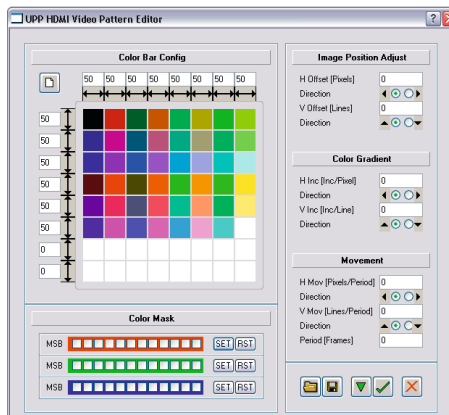 UPP HDMI Video Pattern Editor
Color Bar Config
50 50 50 50 50 50 50 50
50
50
50
50
50
50
0
0
Color Mask
MSB SET RST
MSB SET RST
MSB SET RST
Image Position Adjust
H Offset [Pixels] 0
Direction
V Offset [Lines] 0
Direction
Color Gradient
H Inc [Inc/Pixel] 0
Direction
V Inc [Inc/Line] 0
Direction
Movement
H Mov [Pixels/Period] 0
Direction
V Mov [Lines/Period] 0
Direction
Period [Frames] 0